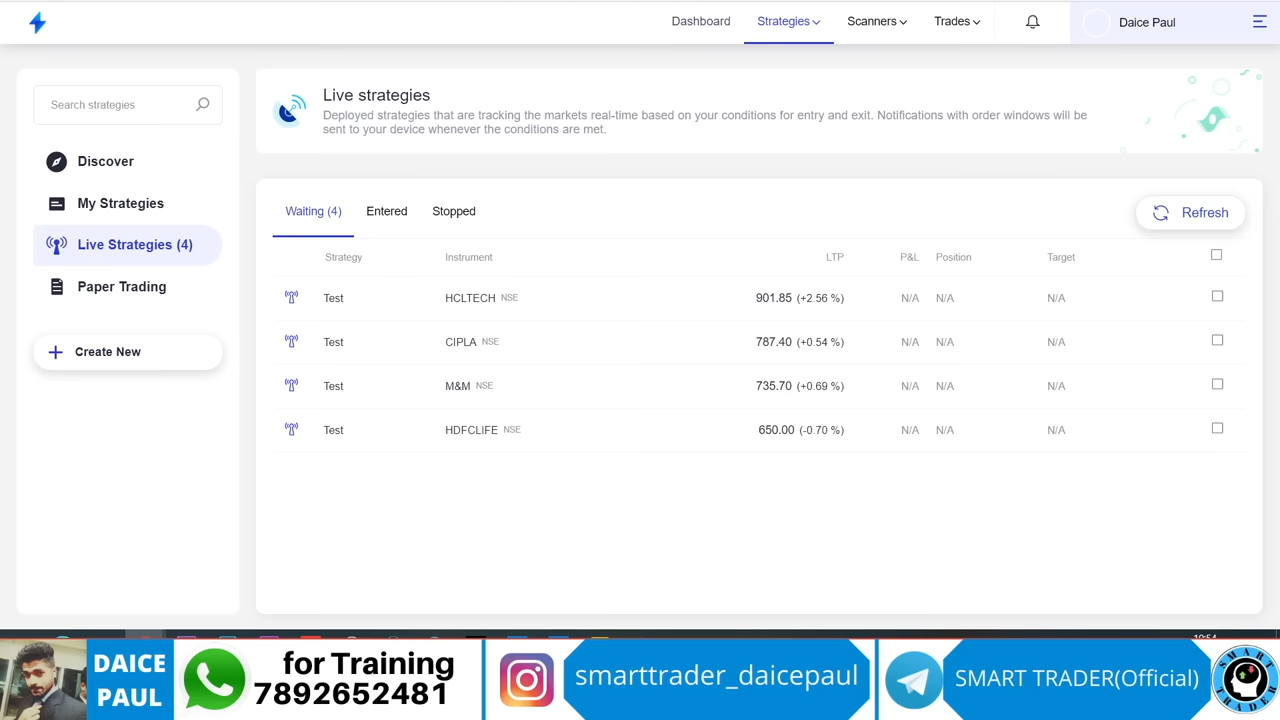 Dashboard Strategies Scanners Trades Daice Paul
Search strategies
Discover
My Strategies
Live Strategies (4)
Paper Trading
Create New
Live strategies
Deployed strategies that are tracking the markets real-time based on your conditions for entry and exit. Notifications with order windows will be
sent to your device whenever the conditions are met.
Waiting (4) Entered Stopped Refresh
Strategy Instrument LTP P&L Position Target
Test HCLTECH NSE 901.85 (+2.56 %) N/A N/A N/A
Test CIPLA NSE 787.40 (+0.54 %) N/A N/A N/A
Test M&M NSE 735.70 (+0.69 %) N/A N/A N/A
Test HDFCLIFE NSE 650.00 (-0.70 %) N/A N/A N/A
10:54
DAICE
PAUL
for Training
7892652481
smarttrader_daicepaul
SMART TRADER(Official)
SMART
TRADER